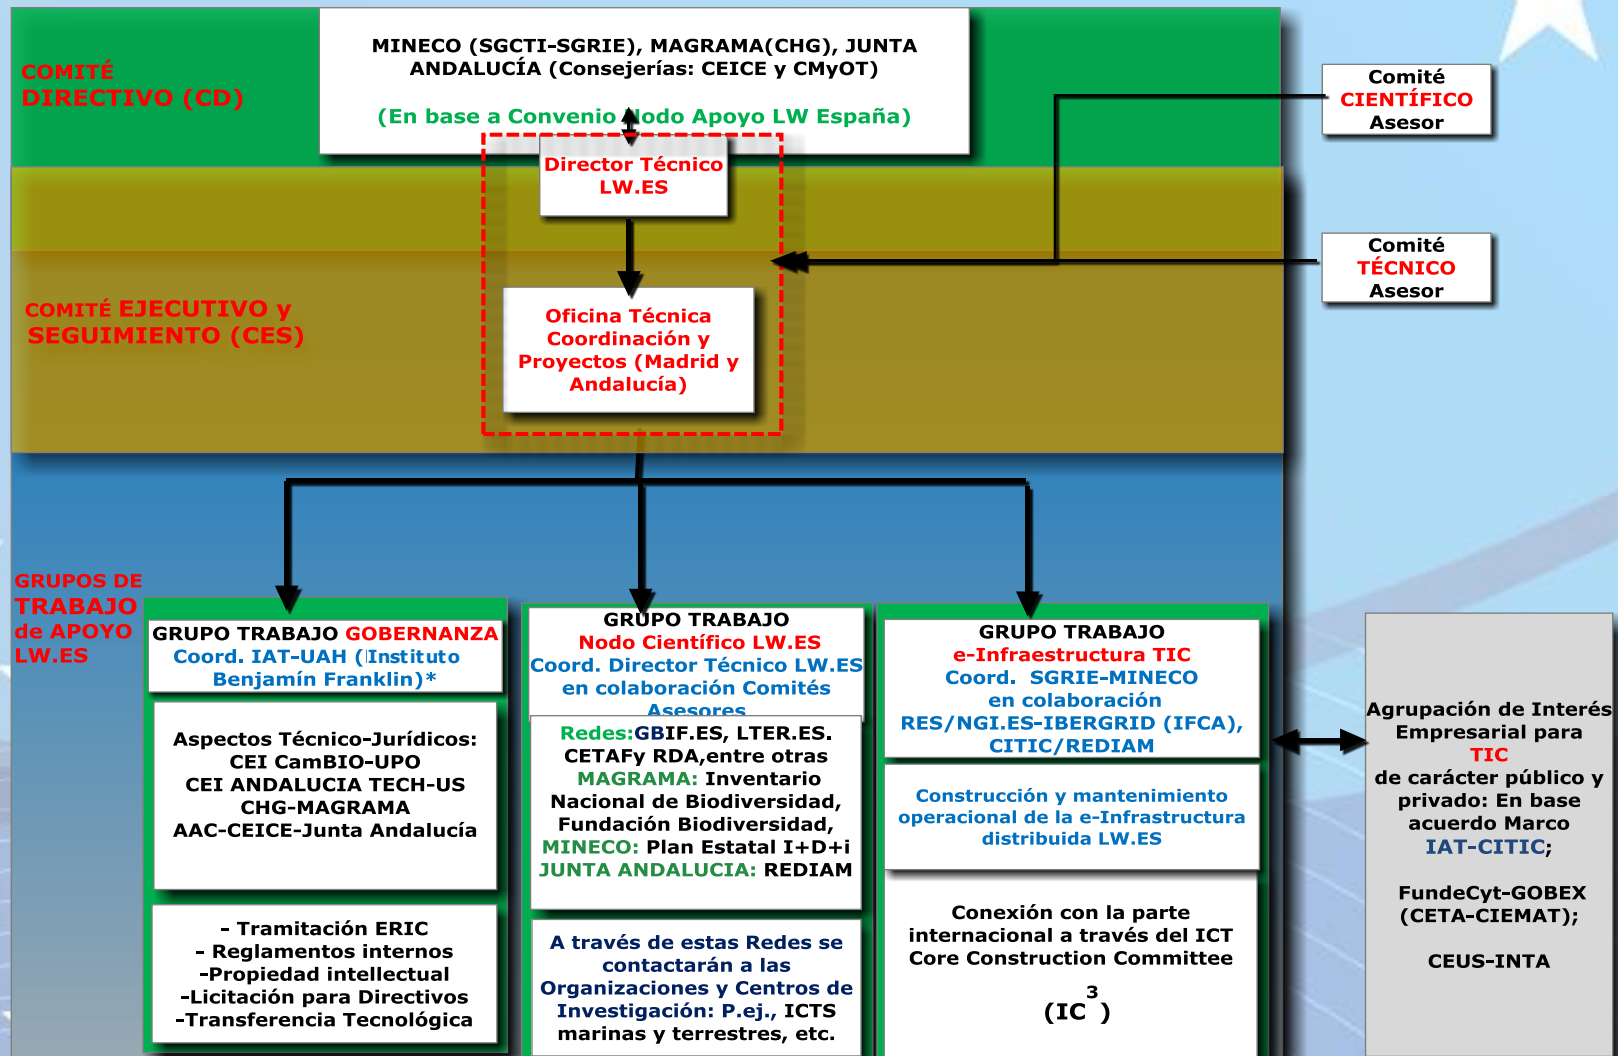 COMITÉ
DIRECTIVO (CD)
MINECO (SGCTI-SGRIE), MAGRAMA(CHG), JUNTA
ANDALUCÍA (Consejerías: CEICE y CMyOT)
(En base a Convenio Nodo Apoyo LW España)
Comité
CIENTÍFICO
Asesor
Director Técnico
LW.ES
Comité
TÉCNICO
Asesor
COMITÉ EJECUTIVO y
SEGUIMIENTO (CES)
Oficina Técnica
Coordinación y
Proyectos (Madrid y
Andalucía)
GRUPOS DE
TRABAJO
de APOYO
LW.ES
GRUPO TRABAJO GOBERNANZA
Coord. IAT-UAH (Instituto
Benjamín Franklin)*
Aspectos Técnico-Jurídicos:
CEI CamBIO-UPO
CEI ANDALUCIA TECH-US
CHG-MAGRAMA
AAC-CEICE-Junta Andalucía
- Tramitación ERIC
- Reglamentos internos
-Propiedad intellectual
-Licitación para Directivos
-Transferencia Tecnológica
GRUPO TRABAJO
Nodo Científico LW.ES
Coord. Director Técnico LW.ES
en colaboración Comités
Asesores
Redes:GBIF.ES, LTER.ES.
CETAFy RDA,entre otras
MAGRAMA: Inventario
Nacional de Biodiversidad,
Fundación Biodiversidad,
MINECO: Plan Estatal I+D+i
JUNTA ANDALUCIA: REDIAM
A través de estas Redes se
contactarán a las
Organizaciones y Centros de
Investigación: P.ej., ICTS
marinas y terrestres, etc.
GRUPO TRABAJO
e-Infraestructura TIC
Coord. SGRIE-MINECO
en colaboración
RES/NGI.ES-IBERGRID (IFCA),
CITIC/REDIAM
Construcción y mantenimiento
operacional de la e-Infrastructura
distribuida LW.ES
Conexión con la parte
internacional a través del ICT
Core Construction Committee
(IC³)
Agrupación de Interés
Empresarial para
TIC
de carácter público y
privado: En base
acuerdo Marco
IAT-CITIC;
FundeCyt-GOBEX
(CETA-CIEMAT);
CEUS-INTA